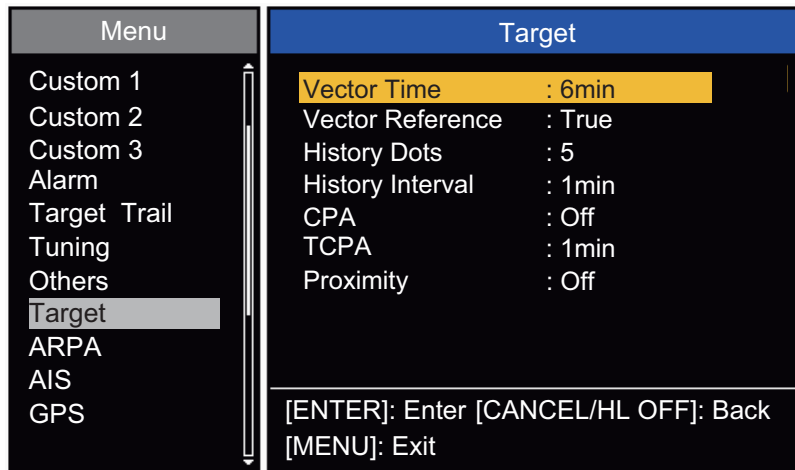 Menu
Custom 1
Custom 2
Custom 3
Alarm
Target Trail
Tuning
Others
Target
ARPA
AIS
GPS
Target
Vector Time : 6min
Vector Reference : True
History Dots : 5
History Interval : 1min
CPA : Off
TCPA : 1min
Proximity : Off
[ENTER]: Enter [CANCEL/HL OFF]: Back
[MENU]: Exit